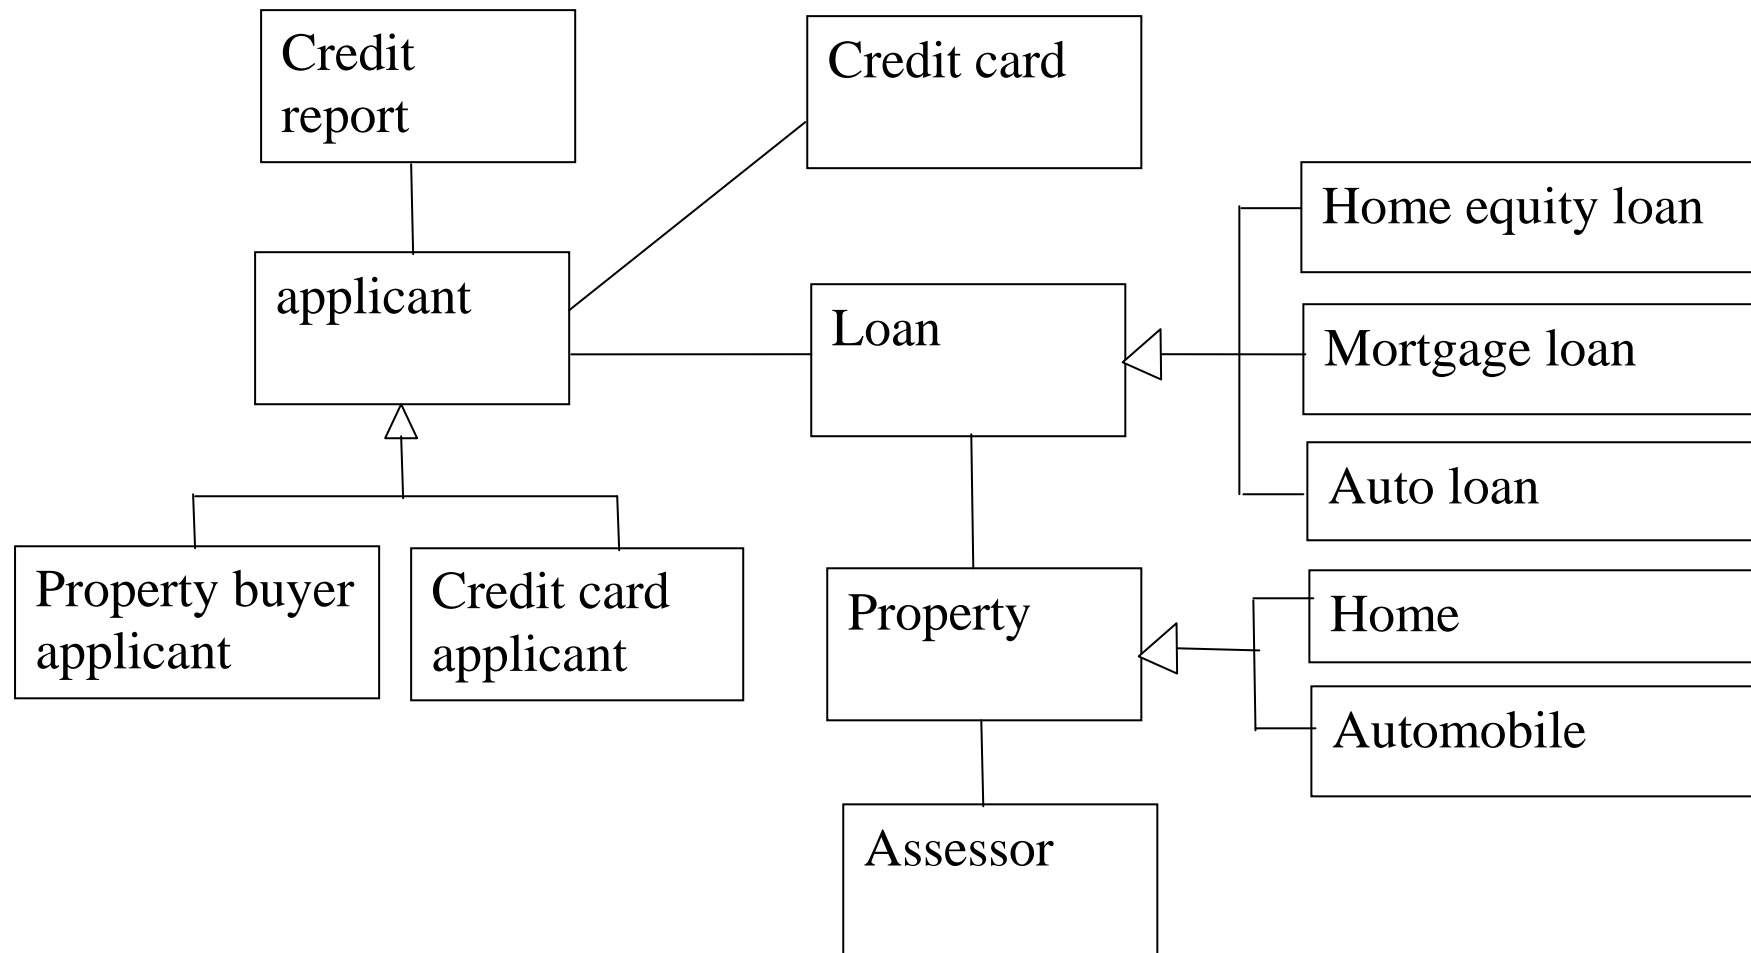 Credit
report
Credit card
Home equity loan
applicant
Loan
Mortgage loan
Auto loan
Property buyer
applicant
Credit card
applicant
Property
Home
Automobile
Assessor